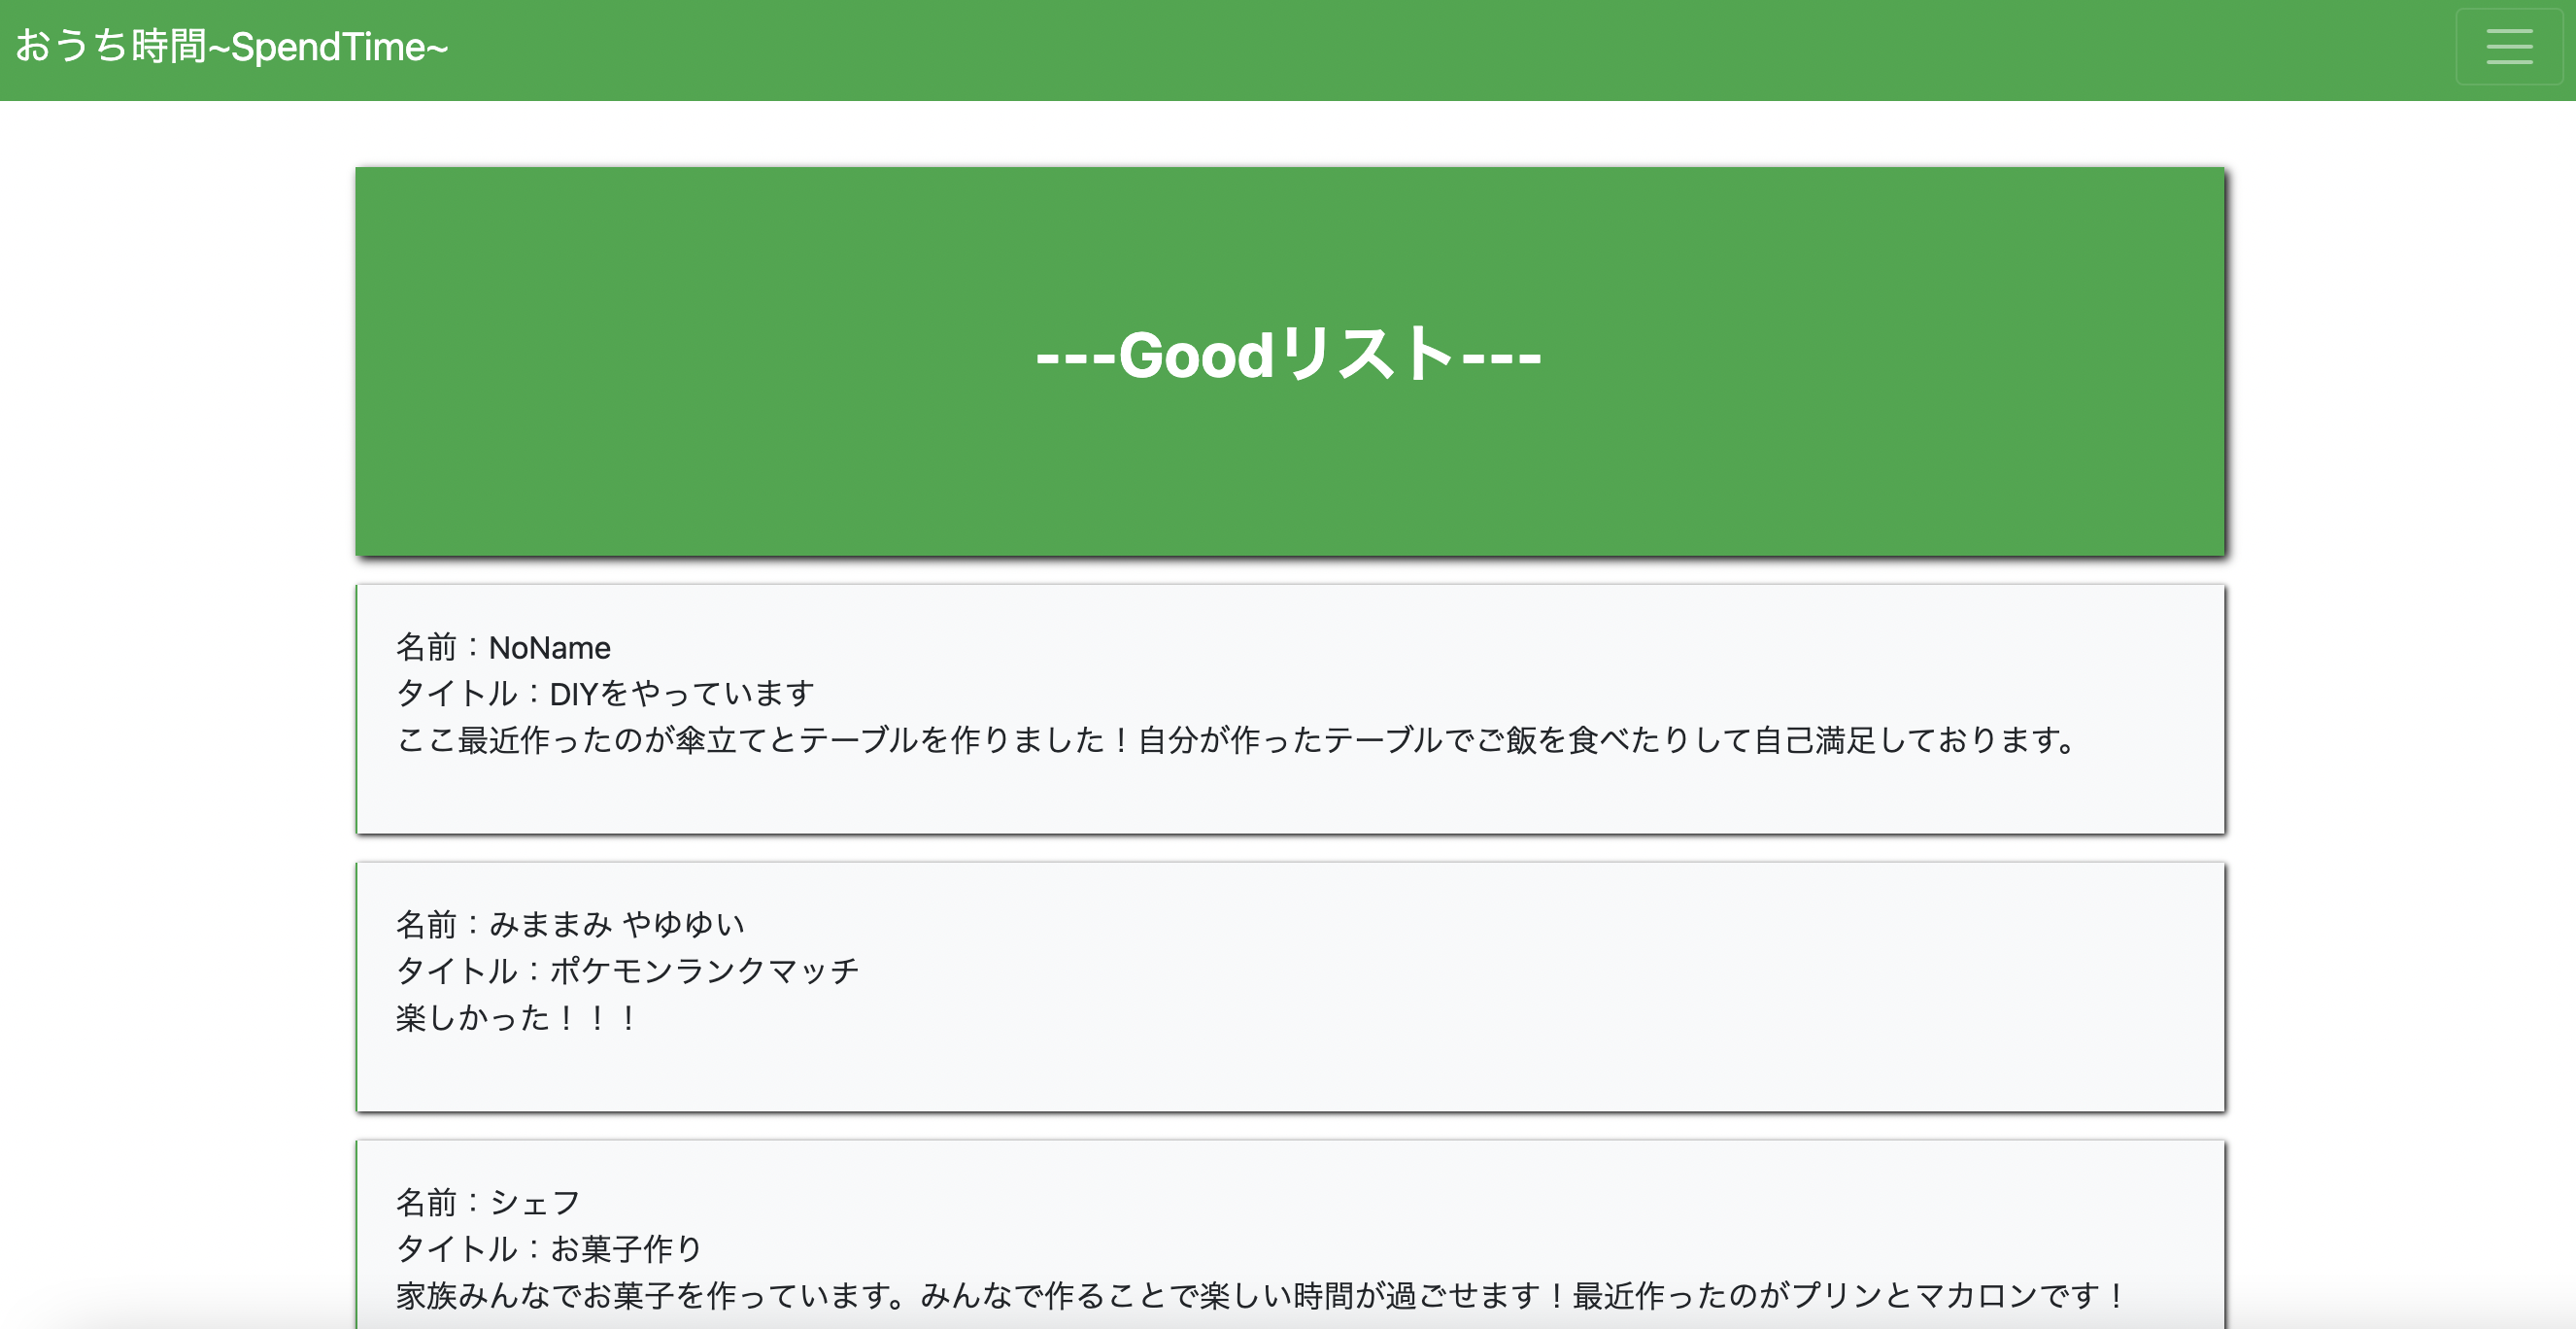 おうち時間~SpendTime~
---Goodリスト---
名前：NoName
タイトル：DIYをやっています
ここ最近作ったのが傘立てとテーブルを作りました！自分が作ったテーブルでご飯を食べたりして自己満足しております。
名前：みままみ やゆゆい
タイトル：ポケモンランクマッチ
楽しかった！！！
名前：シェフ
タイトル：お菓子作り
家族みんなでお菓子を作っています。みんなで作ることで楽しい時間が過ごせます！最近作ったのがプリンとマカロンです！